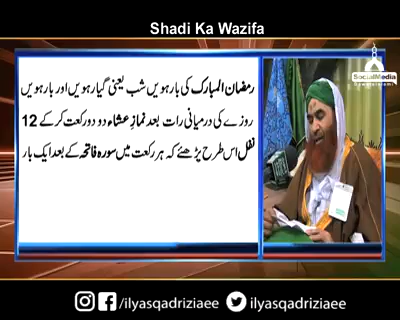 Shadi Ka Wazifa
رمضان المبارک کی بارہویں شب یعنی گیارہویں اور بارہویں
روزے کی درمیانی رات بعد نماز عشاء دو دو رکعت کر کے 12
نفل اس طرح پڑھئے کہ ہر رکعت میں سورہ فاتحہ کے بعد ایک بار
SocialMedia
/ilyasqadriziaee
ilyasqadriziaee